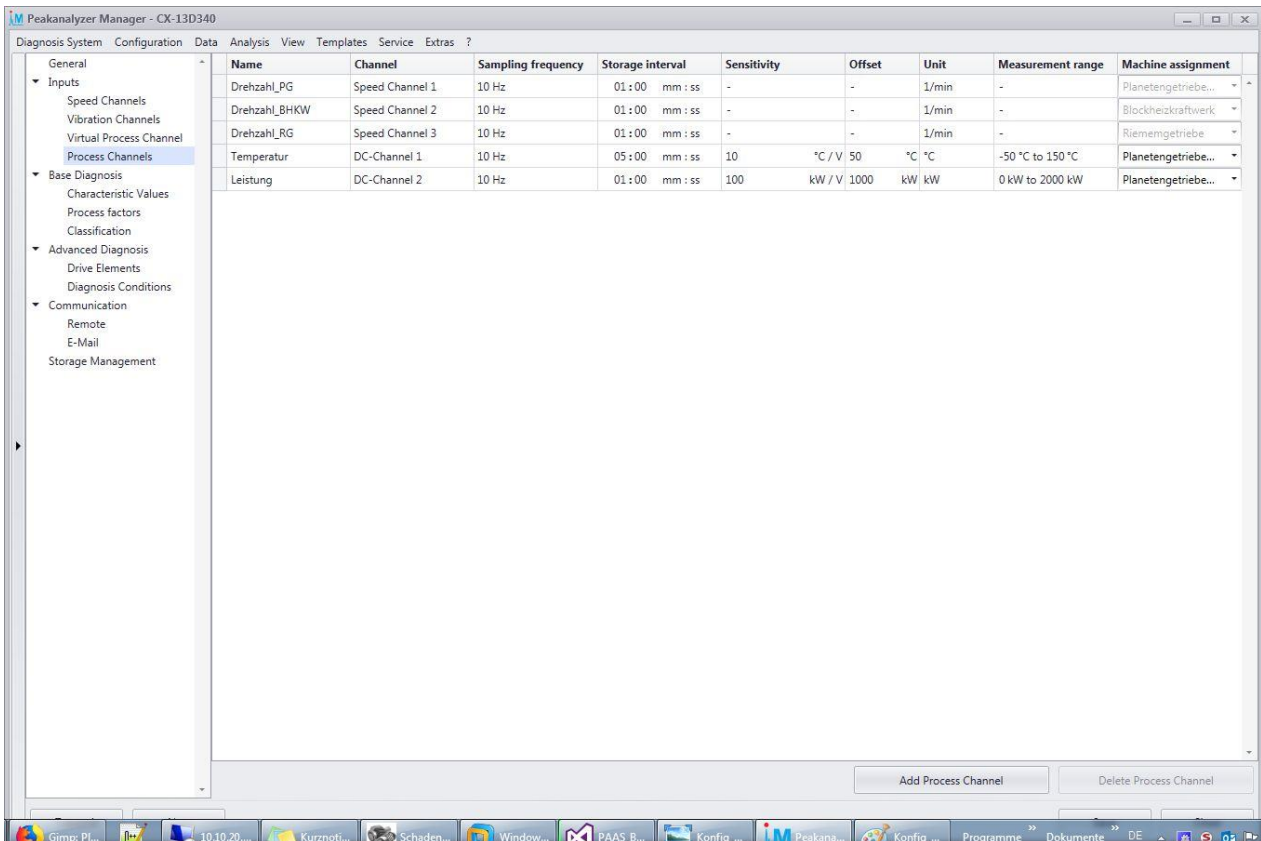 Peakanalyzer Manager - CX-13D340
Diagnosis System Configuration Data Analysis View Templates Service Extras ?
General
Inputs
Speed Channels
Vibration Channels
Virtual Process Channel
Process Channels
Base Diagnosis
Characteristic Values
Process factors
Classification
Advanced Diagnosis
Drive Elements
Diagnosis Conditions
Communication
Remote
E-Mail
Storage Management
Name Channel Sampling frequency Storage interval Sensitivity Offset Unit Measurement range Machine assignment
Drehzahl_PG Speed Channel 1 10 Hz 01:00 mm : ss - - 1/min - Planetengetriebe...
Drehzahl_BHKW Speed Channel 2 10 Hz 01:00 mm : ss - - 1/min - Blockheizkraftwerk
Drehzahl_RG Speed Channel 3 10 Hz 01:00 mm : ss - - 1/min - Riememgetriebe
Temperatur DC-Channel 1 10 Hz 05:00 mm : ss 10 °C / V 50 °C °C -50 °C to 150 °C Planetengetriebe...
Leistung DC-Channel 2 10 Hz 01:00 mm : ss 100 kW / V 1000 kW kW 0 kW to 2000 kW Planetengetriebe...
Add Process Channel Delete Process Channel
Gimp: Pl... 10.10.20.... Kurznoti... Schaden... Window... PAAS B... Konfig ... Peakana... Konfig ... Programme » Dokumente » DE